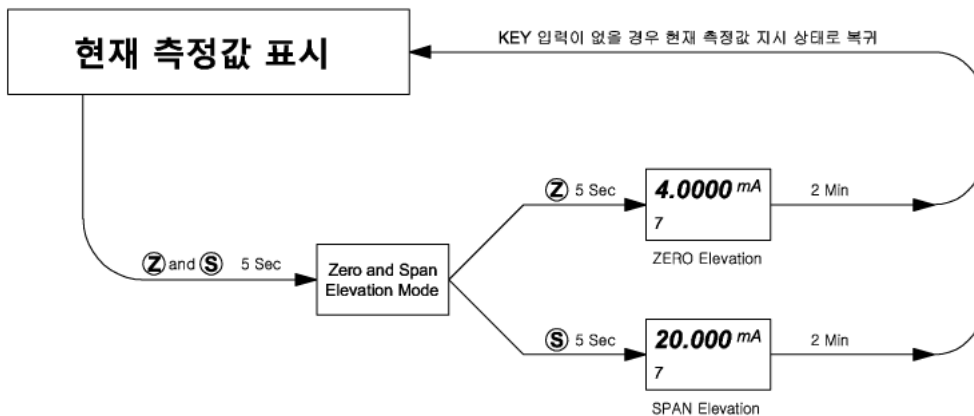 현재 측정값 표시
KEY 입력이 없을 경우 현재 측정값 지시 상태로 복귀
Z 5 Sec
4.0000 mA
7
2 Min
ZERO Elevation
Z and S 5 Sec
Zero and Span
Elevation Mode
S 5 Sec
20.000 mA
7
2 Min
SPAN Elevation